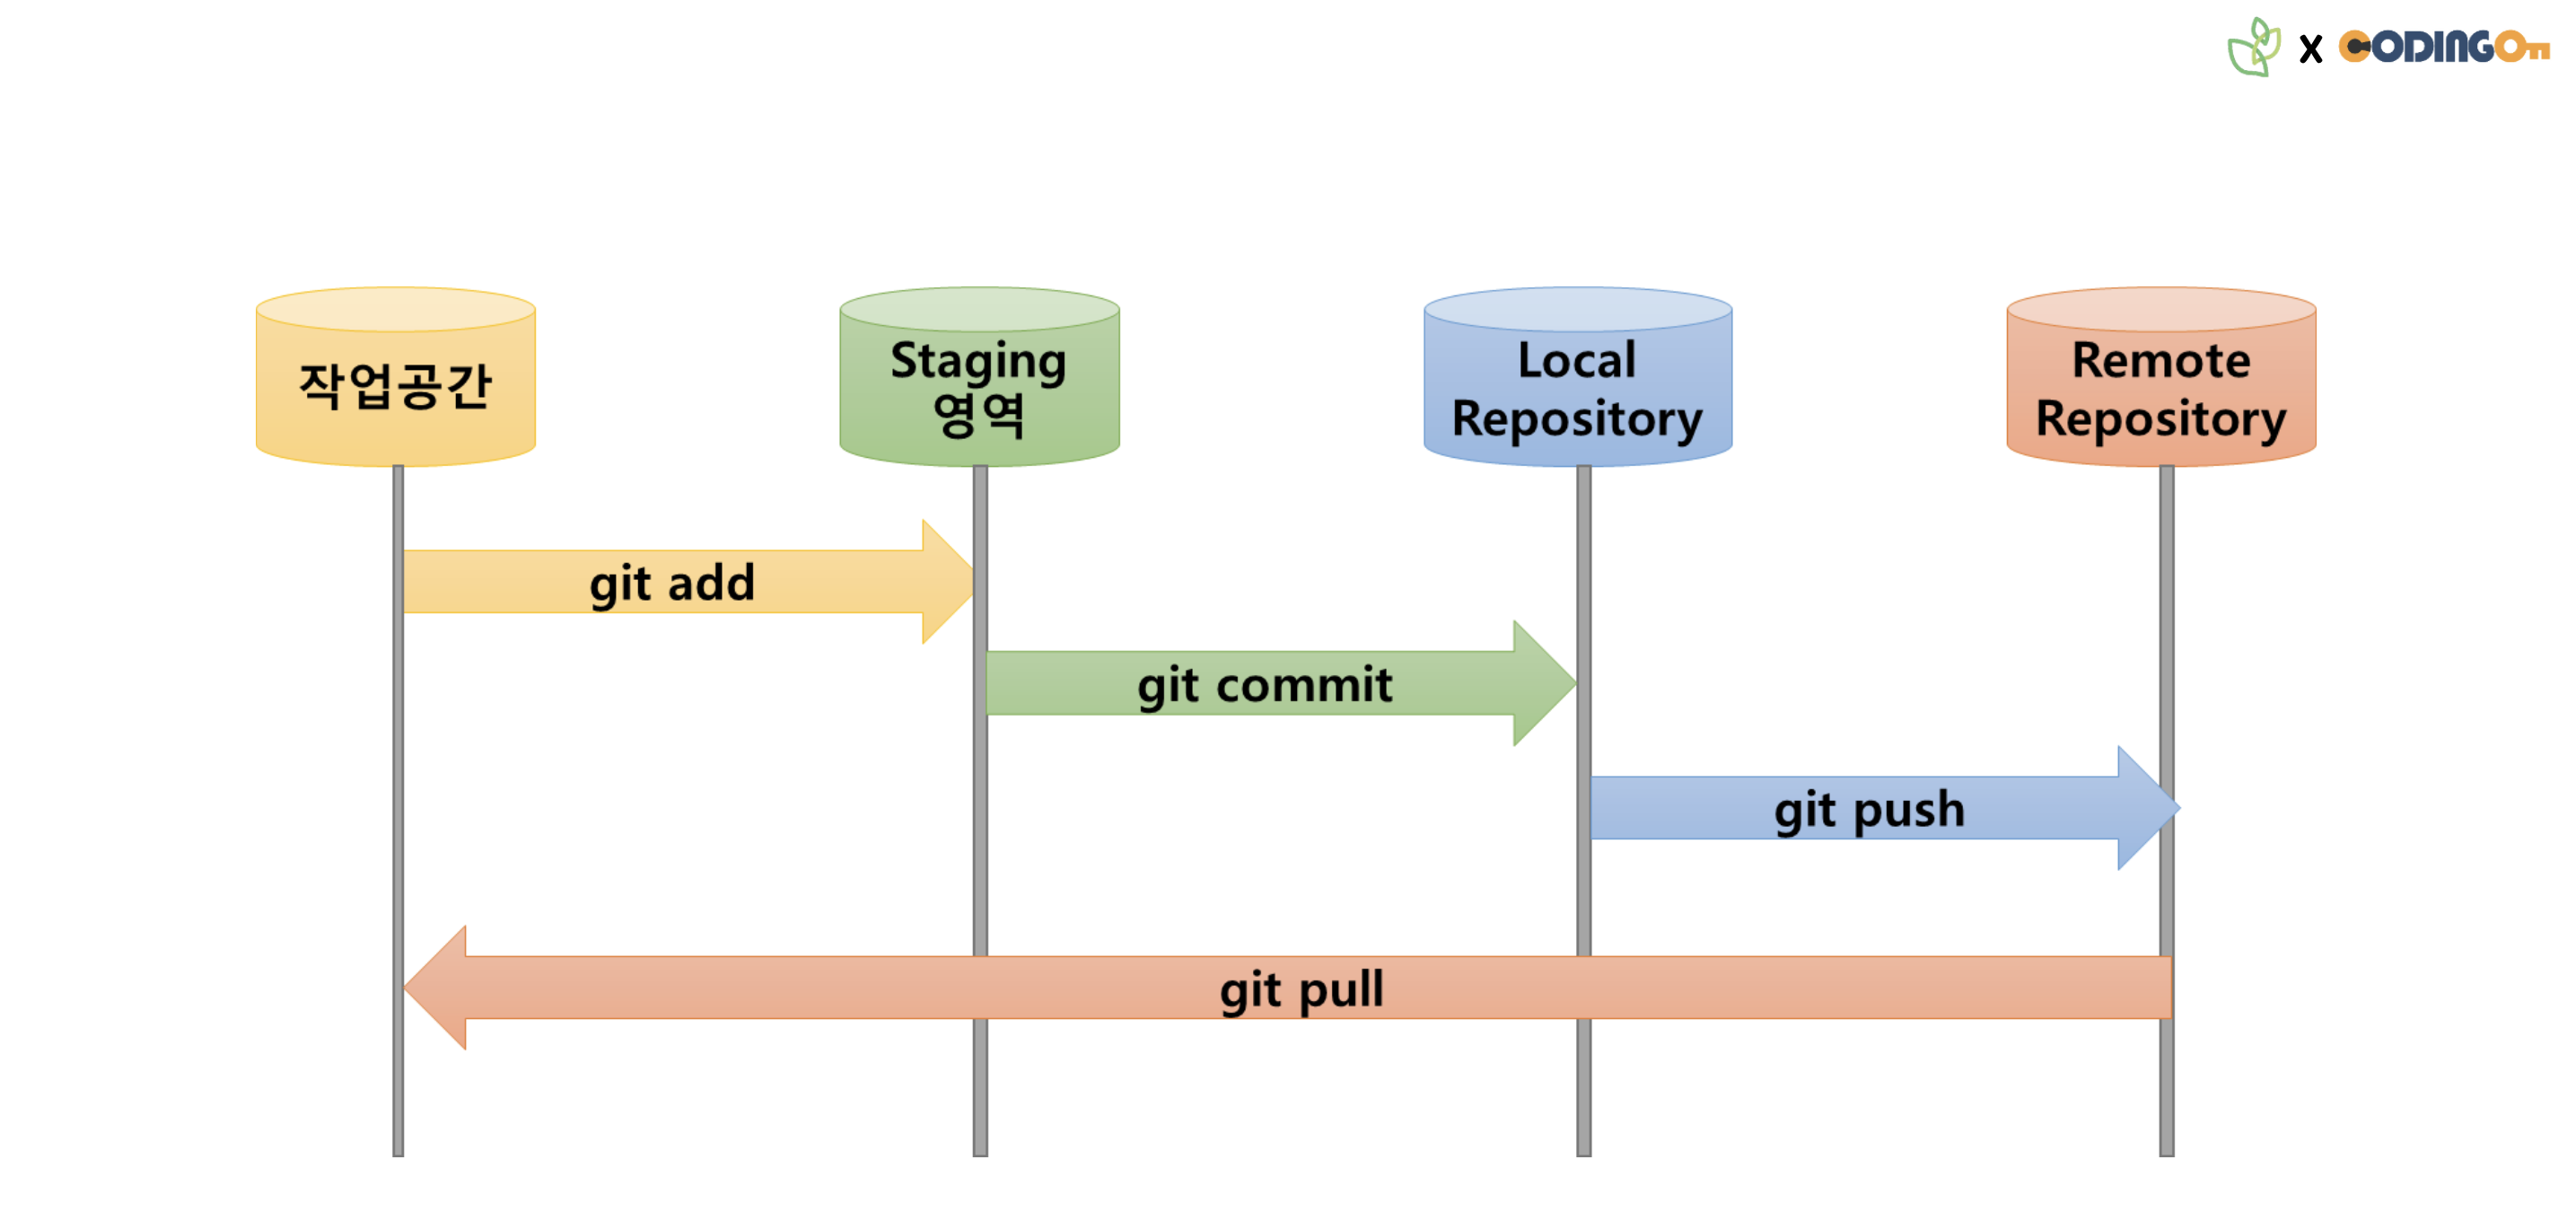 X CODINGOn
작업공간
Staging
영역
Local
Repository
Remote
Repository
git add
git commit
git push
git pull